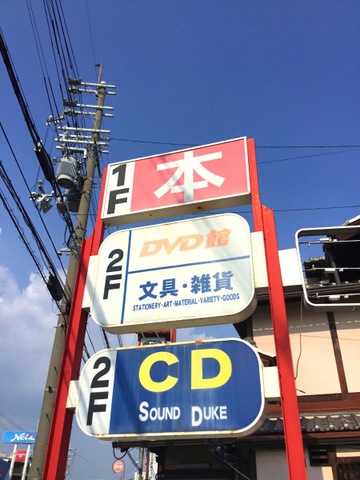 1F 本
2F DVD館
文具・雑貨
STATIONERY・ART-MATERIAL・VARIETY-GOODS
2F CD
SOUND DUKE